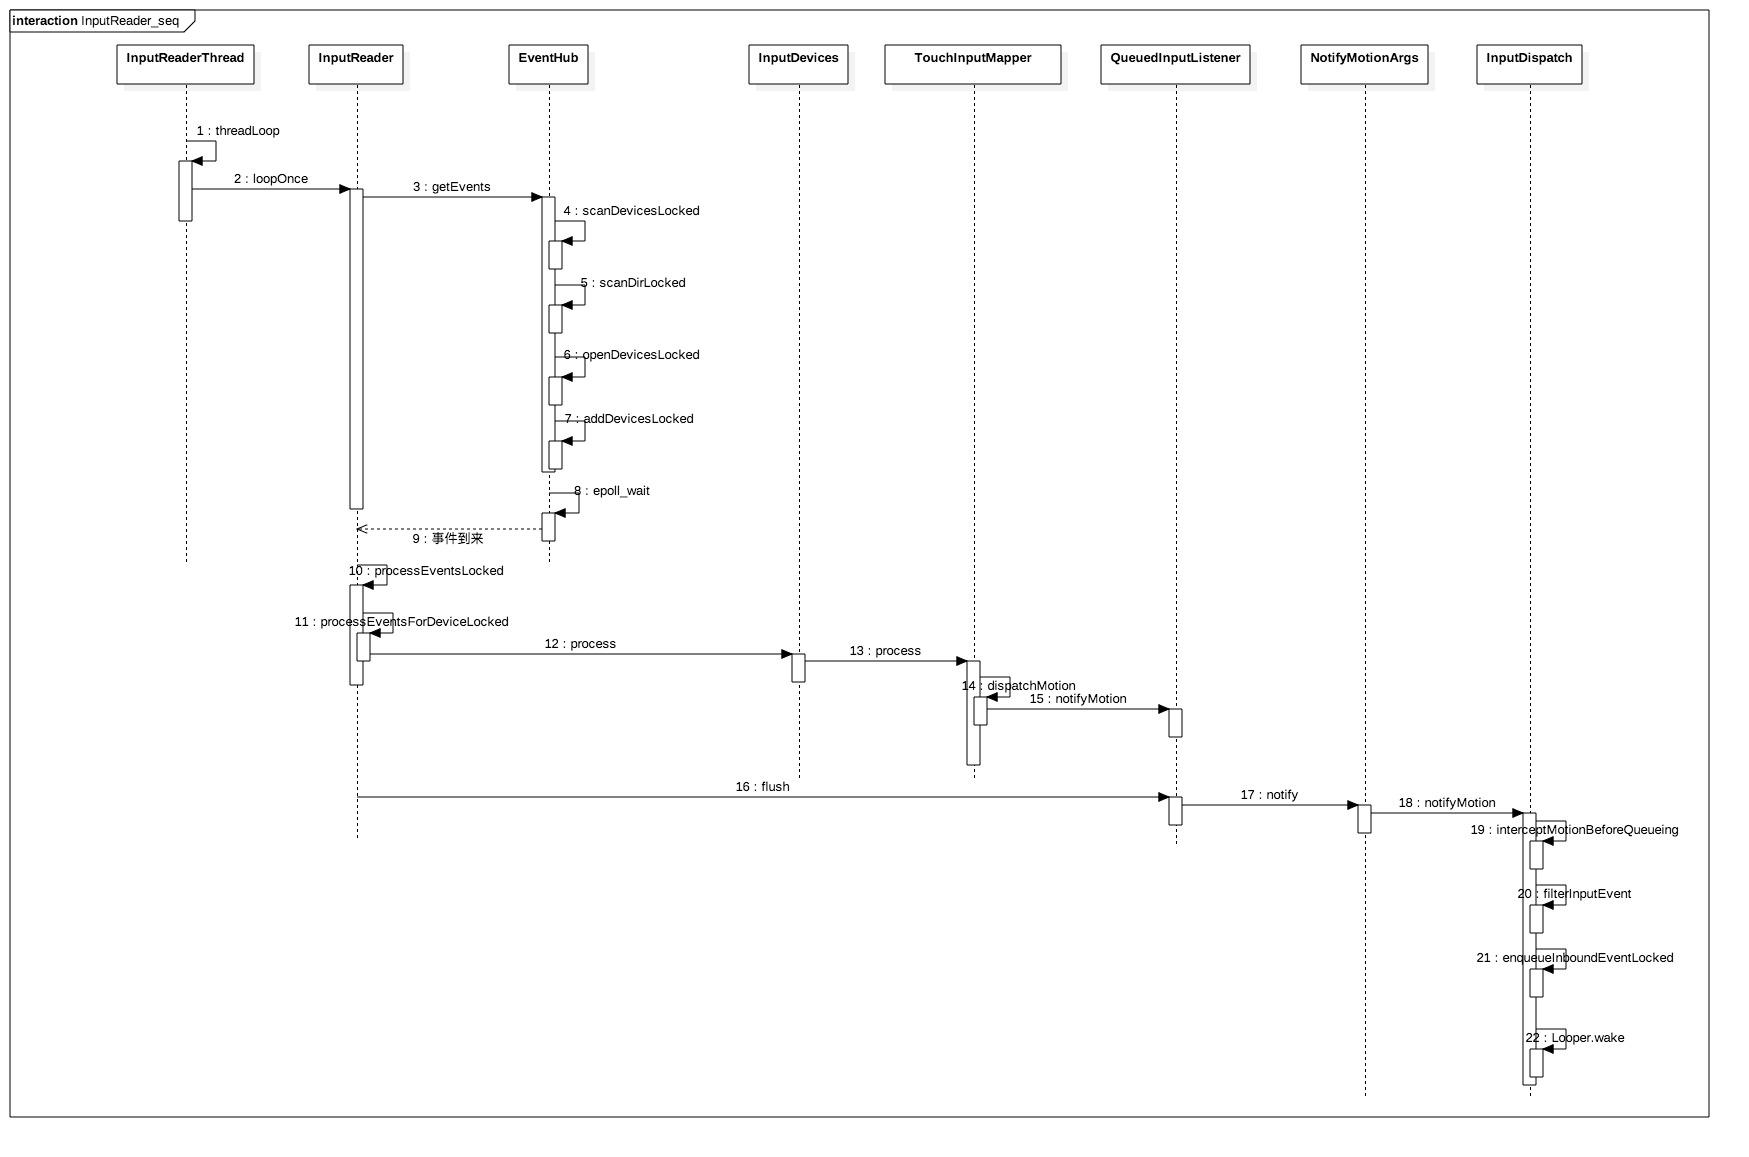 interaction InputReader_seq
InputReaderThread
InputReader
EventHub
InputDevices
TouchInputMapper
QueuedInputListener
NotifyMotionArgs
InputDispatch
1 : threadLoop
2 : loopOnce
3 : getEvents
4 : scanDevicesLocked
5 : scanDirLocked
6 : openDevicesLocked
7 : addDevicesLocked
8 : epoll_wait
9 : 事件到来
10 : processEventsLocked
11 : processEventsForDeviceLocked
12 : process
13 : process
14 : dispatchMotion
15 : notifyMotion
16 : flush
17 : notify
18 : notifyMotion
19 : interceptMotionBeforeQueueing
20 : filterInputEvent
21 : enqueueInboundEventLocked
22 : Looper.wake